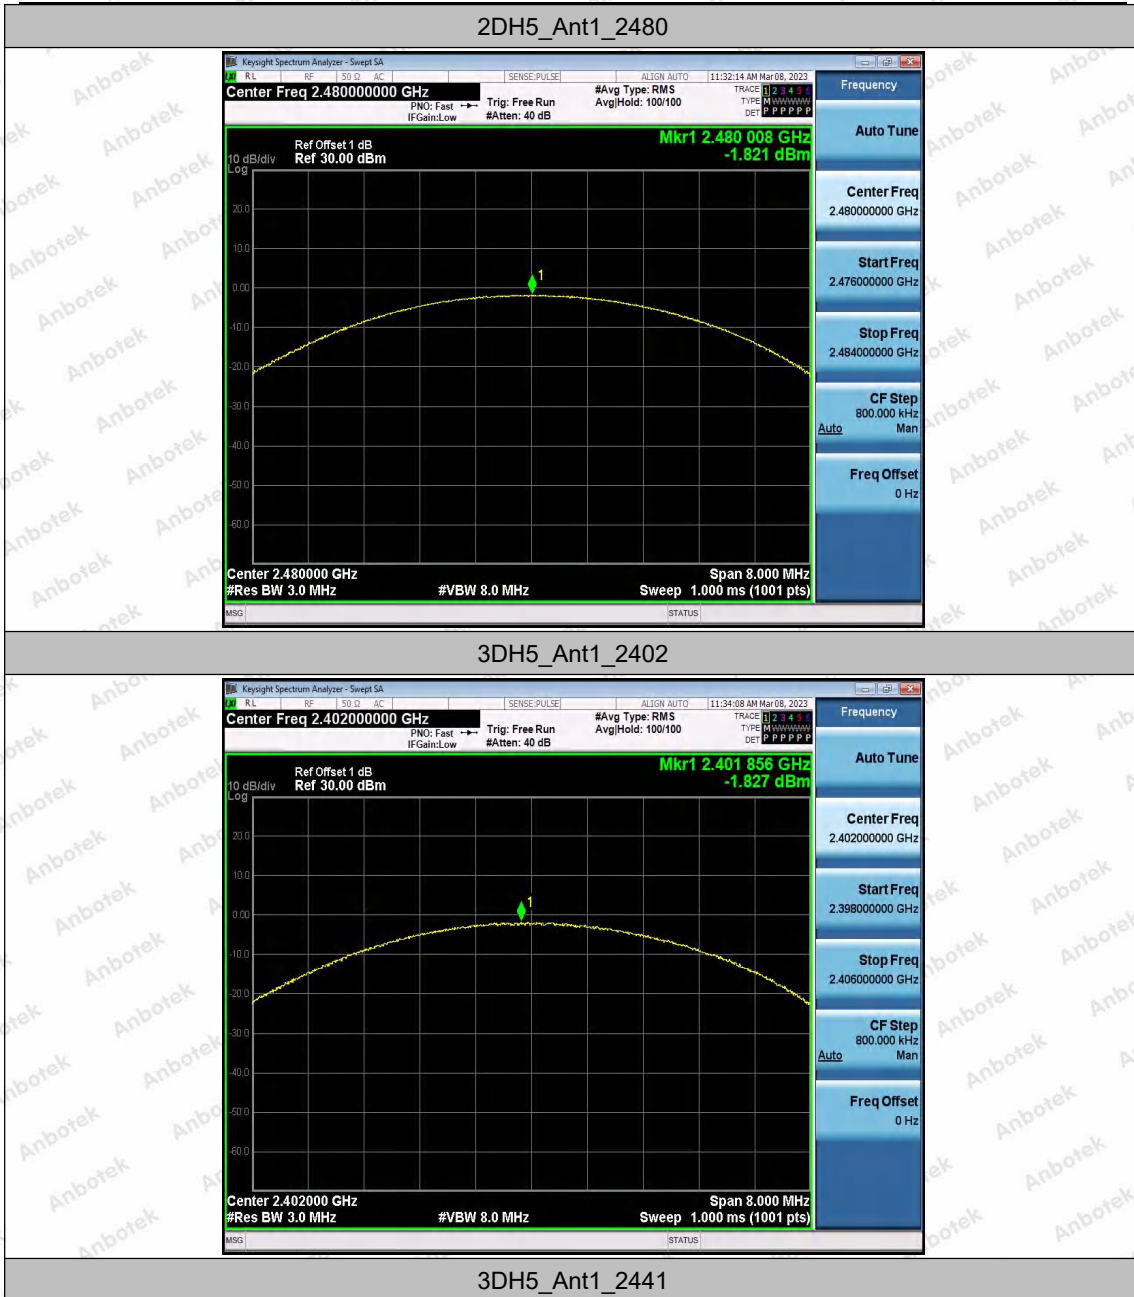 2DH5_Ant1_2480
Keysight Spectrum Analyzer - Swept SA
RL RF 50 Ω AC SENSE:PULSE ALIGN AUTO 11:32:14 AM Mar 08, 2023
Center Freq 2.480000000 GHz #Avg Type: RMS TRACE 1 2 3 4 5 6
PNO: Fast Trig: Free Run Avg|Hold: 100/100 TYPE M W W W W W
IFGain:Low #Atten: 40 dB DET P P P P P P
Mkr1 2.480 008 GHz
-1.821 dBm
Ref Offset 1 dB
10 dB/div Ref 30.00 dBm
Log
20.0
10.0
0.00
-10.0
-20.0
-30.0
-40.0
-50.0
-60.0
1
Center 2.480000 GHz Span 8.000 MHz
#Res BW 3.0 MHz #VBW 8.0 MHz Sweep 1.000 ms (1001 pts)
MSG STATUS
Frequency
Auto Tune
Center Freq
2.480000000 GHz
Start Freq
2.476000000 GHz
Stop Freq
2.484000000 GHz
CF Step
800.000 kHz
Auto Man
Freq Offset
0 Hz
3DH5_Ant1_2402
Keysight Spectrum Analyzer - Swept SA
RL RF 50 Ω AC SENSE:PULSE ALIGN AUTO 11:34:08 AM Mar 08, 2023
Center Freq 2.402000000 GHz #Avg Type: RMS TRACE 1 2 3 4 5 6
PNO: Fast Trig: Free Run Avg|Hold: 100/100 TYPE M W W W W W
IFGain:Low #Atten: 40 dB DET P P P P P P
Mkr1 2.401 856 GHz
-1.827 dBm
Ref Offset 1 dB
10 dB/div Ref 30.00 dBm
Log
20.0
10.0
0.00
-10.0
-20.0
-30.0
-40.0
-50.0
-60.0
1
Center 2.402000 GHz Span 8.000 MHz
#Res BW 3.0 MHz #VBW 8.0 MHz Sweep 1.000 ms (1001 pts)
MSG STATUS
Frequency
Auto Tune
Center Freq
2.402000000 GHz
Start Freq
2.398000000 GHz
Stop Freq
2.406000000 GHz
CF Step
800.000 kHz
Auto Man
Freq Offset
0 Hz
3DH5_Ant1_2441
Anbotek